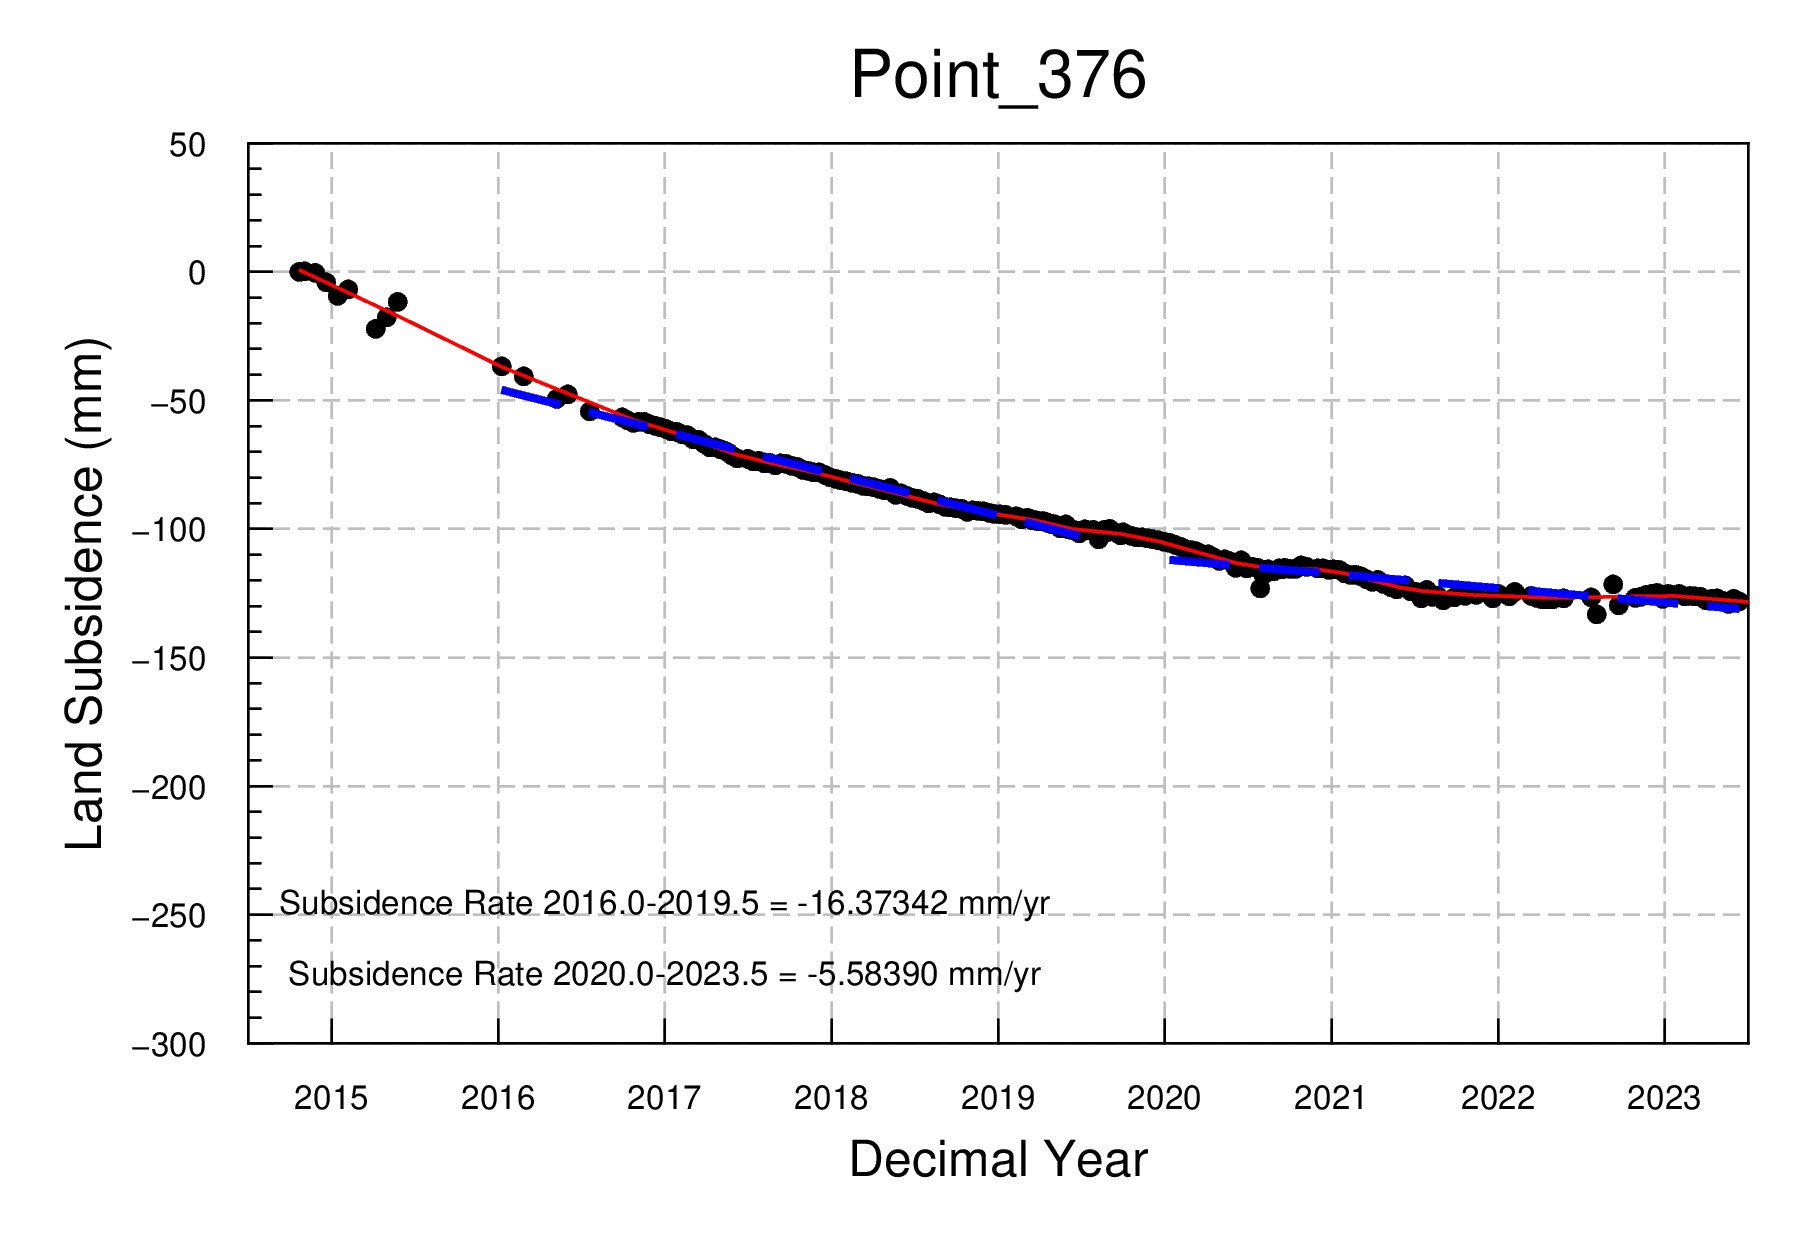 Point_376
Land Subsidence (mm)
50
0
−50
−100
−150
−200
−250
−300
Subsidence Rate 2016.0-2019.5 = -16.37342 mm/yr
Subsidence Rate 2020.0-2023.5 = -5.58390 mm/yr
2015 2016 2017 2018 2019 2020 2021 2022 2023
Decimal Year